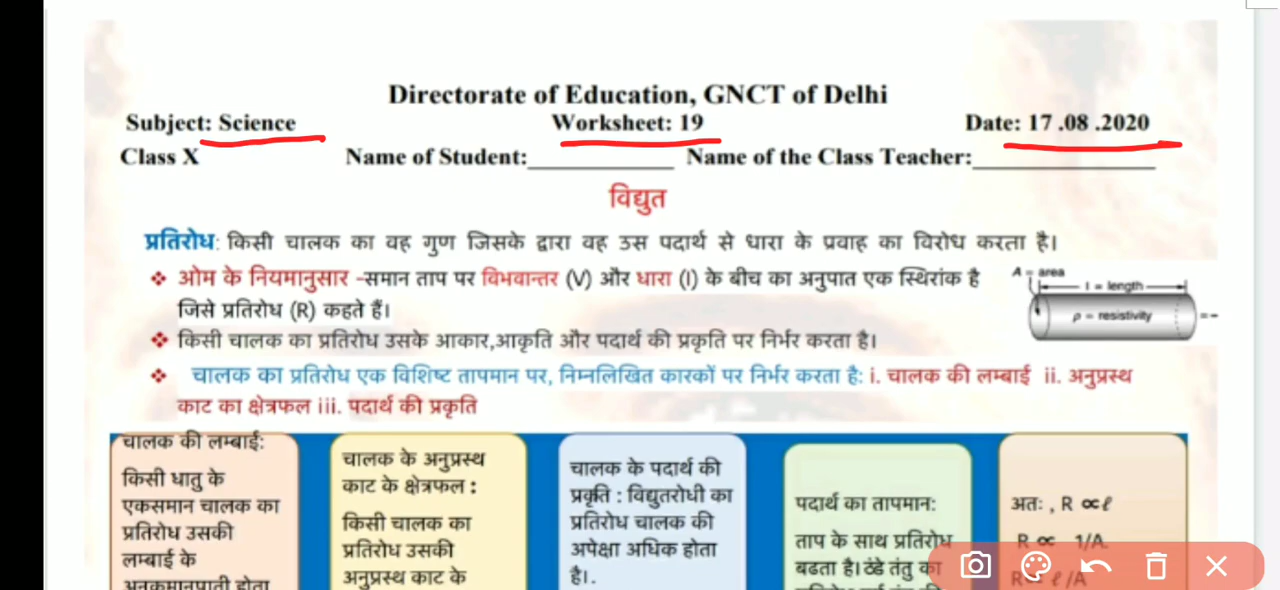 Directorate of Education, GNCT of Delhi
Subject: Science Worksheet: 19 Date: 17 .08 .2020
Class X Name of Student:____________ Name of the Class Teacher:_______________
विद्युत
प्रतिरोध: किसी चालक का वह गुण जिसके द्वारा वह उस पदार्थ से धारा के प्रवाह का विरोध करता है।
❖ ओम के नियमानुसार -समान ताप पर विभवान्तर (V) और धारा (I) के बीच का अनुपात एक स्थिरांक है
जिसे प्रतिरोध (R) कहते हैं।
A = area
l = length
ρ = resistivity
❖ किसी चालक का प्रतिरोध उसके आकार,आकृति और पदार्थ की प्रकृति पर निर्भर करता है।
❖ चालक का प्रतिरोध एक विशिष्ट तापमान पर, निम्नलिखित कारकों पर निर्भर करता है: i. चालक की लम्बाई ii. अनुप्रस्थ
काट का क्षेत्रफल iii. पदार्थ की प्रकृति
चालक की लम्बाई:
किसी धातु के
एकसमान चालक का
प्रतिरोध उसकी
लम्बाई के
अनुक्रमानुपाती होता
चालक के अनुप्रस्थ
काट के क्षेत्रफल :
किसी चालक का
प्रतिरोध उसकी
अनुप्रस्थ काट के
चालक के पदार्थ की
प्रकृति : विद्युतरोधी का
प्रतिरोध चालक की
अपेक्षा अधिक होता
है।.
पदार्थ का तापमान:
ताप के साथ प्रतिरोध
बढता है। ठंडे तंतु का
अतः , R ∝ℓ
R ∝ 1/A
R ∝ ℓ /A